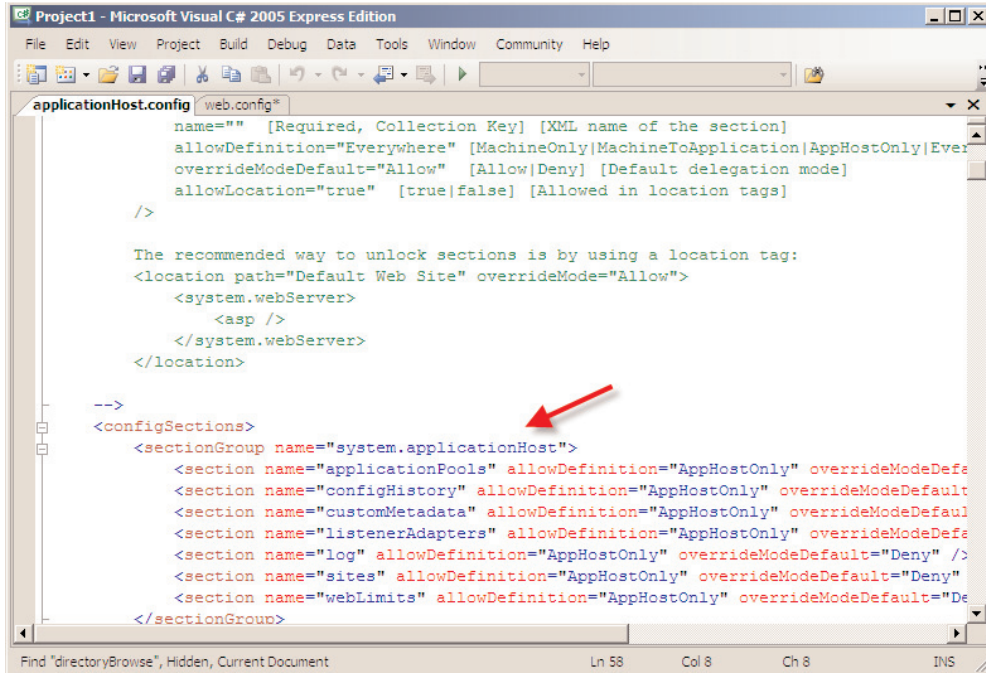 Project1 - Microsoft Visual C# 2005 Express Edition
File Edit View Project Build Debug Data Tools Window Community Help
applicationHost.config web.config*
name="" [Required, Collection Key] [XML name of the section]
allowDefinition="Everywhere" [MachineOnly|MachineToApplication|AppHostOnly|Ever
overrideModeDefault="Allow" [Allow|Deny] [Default delegation mode]
allowLocation="true" [true|false] [Allowed in location tags]
/>
The recommended way to unlock sections is by using a location tag:
<location path="Default Web Site" overrideMode="Allow">
<system.webServer>
<asp />
</system.webServer>
</location>
-->
<configSections>
<sectionGroup name="system.applicationHost">
<section name="applicationPools" allowDefinition="AppHostOnly" overrideModeDefa
<section name="configHistory" allowDefinition="AppHostOnly" overrideModeDefault
<section name="customMetadata" allowDefinition="AppHostOnly" overrideModeDefaul
<section name="listenerAdapters" allowDefinition="AppHostOnly" overrideModeDefa
<section name="log" allowDefinition="AppHostOnly" overrideModeDefault="Deny" />
<section name="sites" allowDefinition="AppHostOnly" overrideModeDefault="Deny"
<section name="webLimits" allowDefinition="AppHostOnly" overrideModeDefault="De
</sectionGroup>
Find "directoryBrowse", Hidden, Current Document Ln 58 Col 8 Ch 8 INS